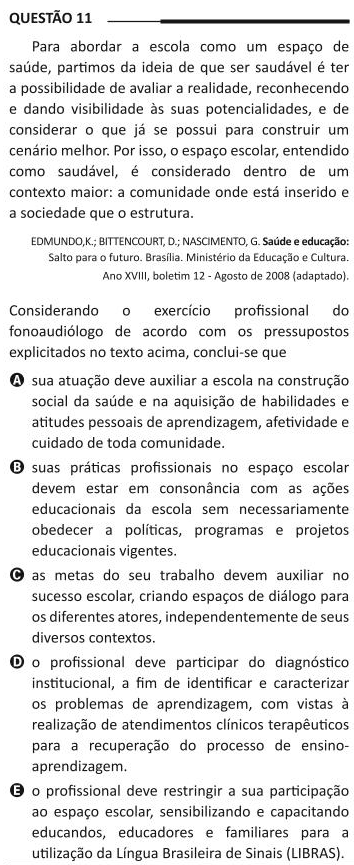 QUESTÃO 11
Para abordar a escola como um espaço de
saúde, partimos da ideia de que ser saudável é ter
a possibilidade de avaliar a realidade, reconhecendo
e dando visibilidade às suas potencialidades, e de
considerar o que já se possui para construir um
cenário melhor. Por isso, o espaço escolar, entendido
como saudável, é considerado dentro de um
contexto maior: a comunidade onde está inserido e
a sociedade que o estrutura.
EDMUNDO,K.; BITTENCOURT, D.; NASCIMENTO, G. Saúde e educação:
Salto para o futuro. Brasília. Ministério da Educação e Cultura.
Ano XVIII, boletim 12 - Agosto de 2008 (adaptado).
Considerando o exercício profissional do
fonoaudiólogo de acordo com os pressupostos
explicitados no texto acima, conclui-se que
A sua atuação deve auxiliar a escola na construção
social da saúde e na aquisição de habilidades e
atitudes pessoais de aprendizagem, afetividade e
cuidado de toda comunidade.
B suas práticas profissionais no espaço escolar
devem estar em consonância com as ações
educacionais da escola sem necessariamente
obedecer a políticas, programas e projetos
educacionais vigentes.
C as metas do seu trabalho devem auxiliar no
sucesso escolar, criando espaços de diálogo para
os diferentes atores, independentemente de seus
diversos contextos.
D o profissional deve participar do diagnóstico
institucional, a fim de identificar e caracterizar
os problemas de aprendizagem, com vistas à
realização de atendimentos clínicos terapêuticos
para a recuperação do processo de ensino-
aprendizagem.
E o profissional deve restringir a sua participação
ao espaço escolar, sensibilizando e capacitando
educandos, educadores e familiares para a
utilização da Língua Brasileira de Sinais (LIBRAS).